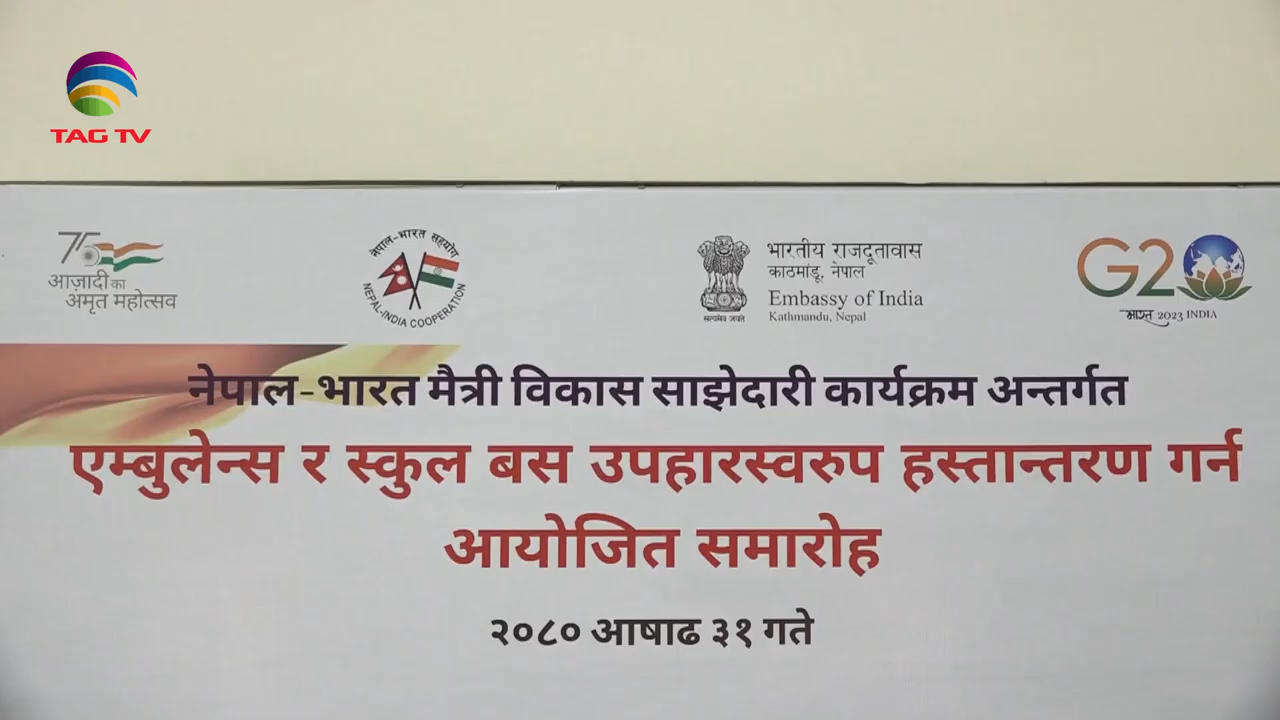 TAG TV
75
आज़ादी का
अमृत महोत्सव
नेपाल-भारत सहयोग
NEPAL-INDIA COOPERATION
सत्यमेव जयते
भारतीय राजदूतावास
काठमांडू, नेपाल
Embassy of India
Kathmandu, Nepal
G20
भारत 2023 INDIA
नेपाल-भारत मैत्री विकास साझेदारी कार्यक्रम अन्तर्गत
एम्बुलेन्स र स्कुल बस उपहारस्वरुप हस्तान्तरण गर्न
आयोजित समारोह
२०८० आषाढ ३१ गते